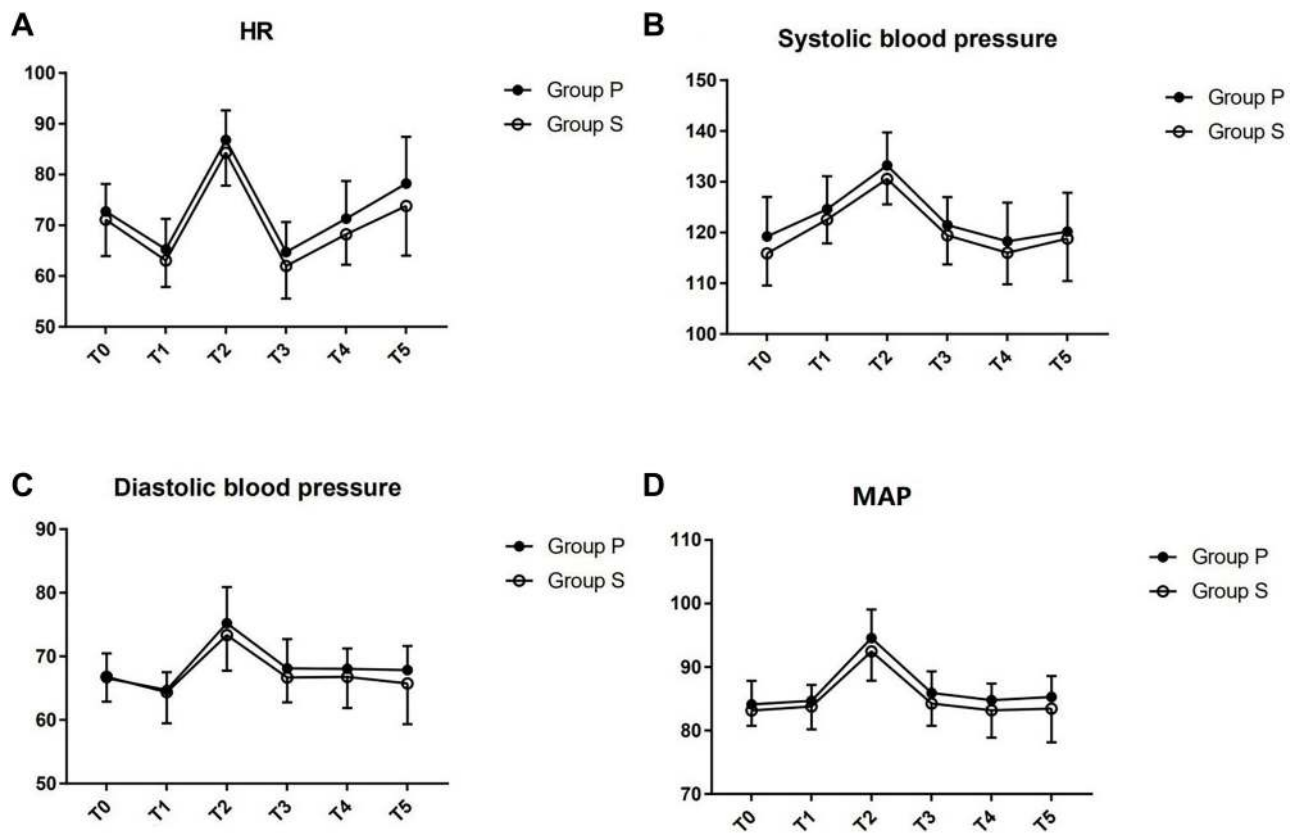 A
HR
100
90
80
70
60
50
T0
T1
T2
T3
T4
T5
Group P
Group S
B
Systolic blood pressure
150
140
130
120
110
100
T0
T1
T2
T3
T4
T5
Group P
Group S
C
Diastolic blood pressure
90
80
70
60
50
T0
T1
T2
T3
T4
T5
Group P
Group S
D
MAP
110
100
90
80
70
T0
T1
T2
T3
T4
T5
Group P
Group S